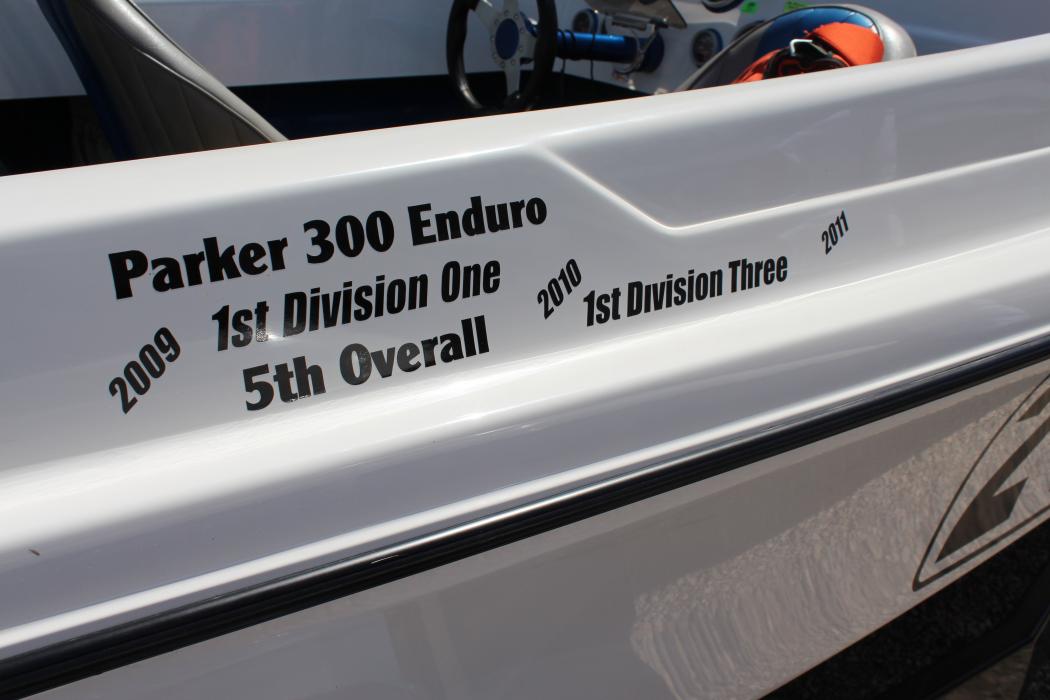 Parker 300 Enduro
2009
1st Division One
5th Overall
2010
1st Division Three
2011